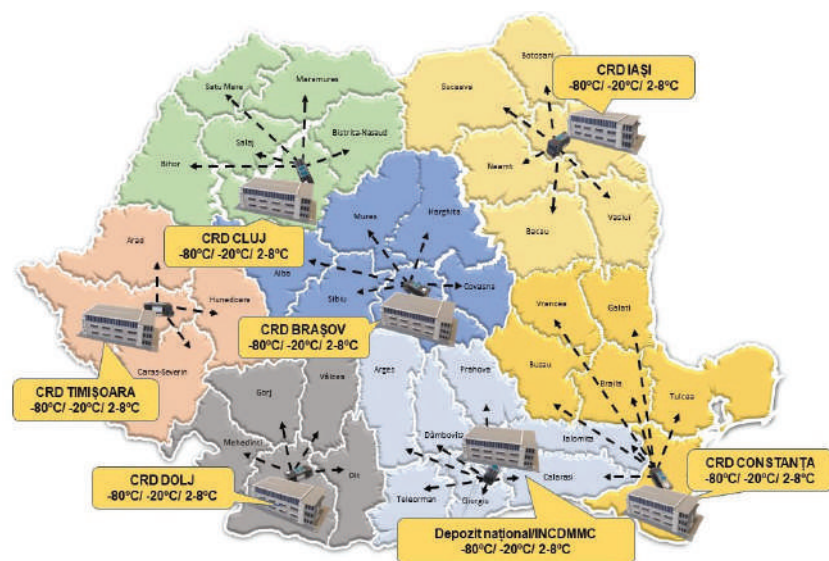 Botosani
CRD IAȘI
-80ºC/ -20ºC/ 2-8ºC
Suceava
Maramures
Satu Mare
Bistrita-Nasaud
Salaj
Bihor
Neamt
Vaslui
Bacau
Harghita
Mures
CRD CLUJ
-80ºC/ -20ºC/ 2-8ºC
Arad
Alba
Covasna
Sibiu
Hunedoara
Vrancea
Galati
CRD BRAȘOV
-80ºC/ -20ºC/ 2-8ºC
Caras-Severin
Arges
Prahova
Buzau
Braila
Tulcea
CRD TIMIȘOARA
-80ºC/ -20ºC/ 2-8ºC
Gorj
Vâlcea
Mehedinci
Dâmbovita
Ialomita
Olt
CRD DOLJ
-80ºC/ -20ºC/ 2-8ºC
Teleorman
Giurgiu
Calarasi
CRD CONSTANȚA
-80ºC/ -20ºC/ 2-8ºC
Depozit național/INCDMMC
-80ºC/ -20ºC/ 2-8ºC